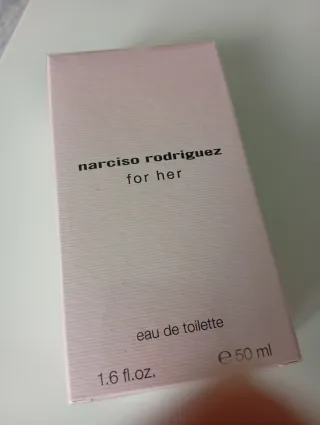 narciso rodriguez
for her
eau de toilette
1.6 fl.oz. ℮50 ml